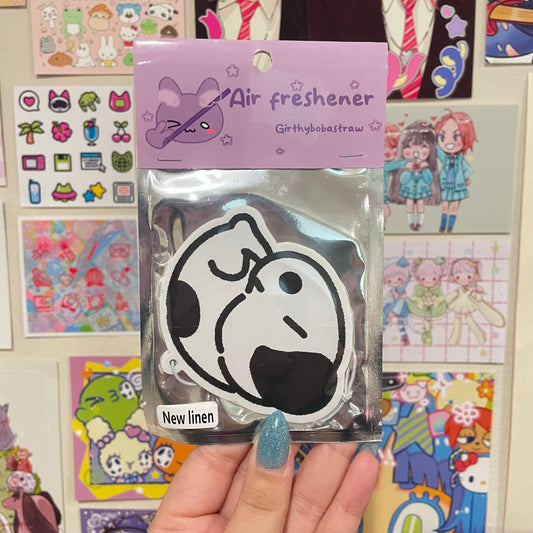 Air freshener
Girthybobastraw
New linen